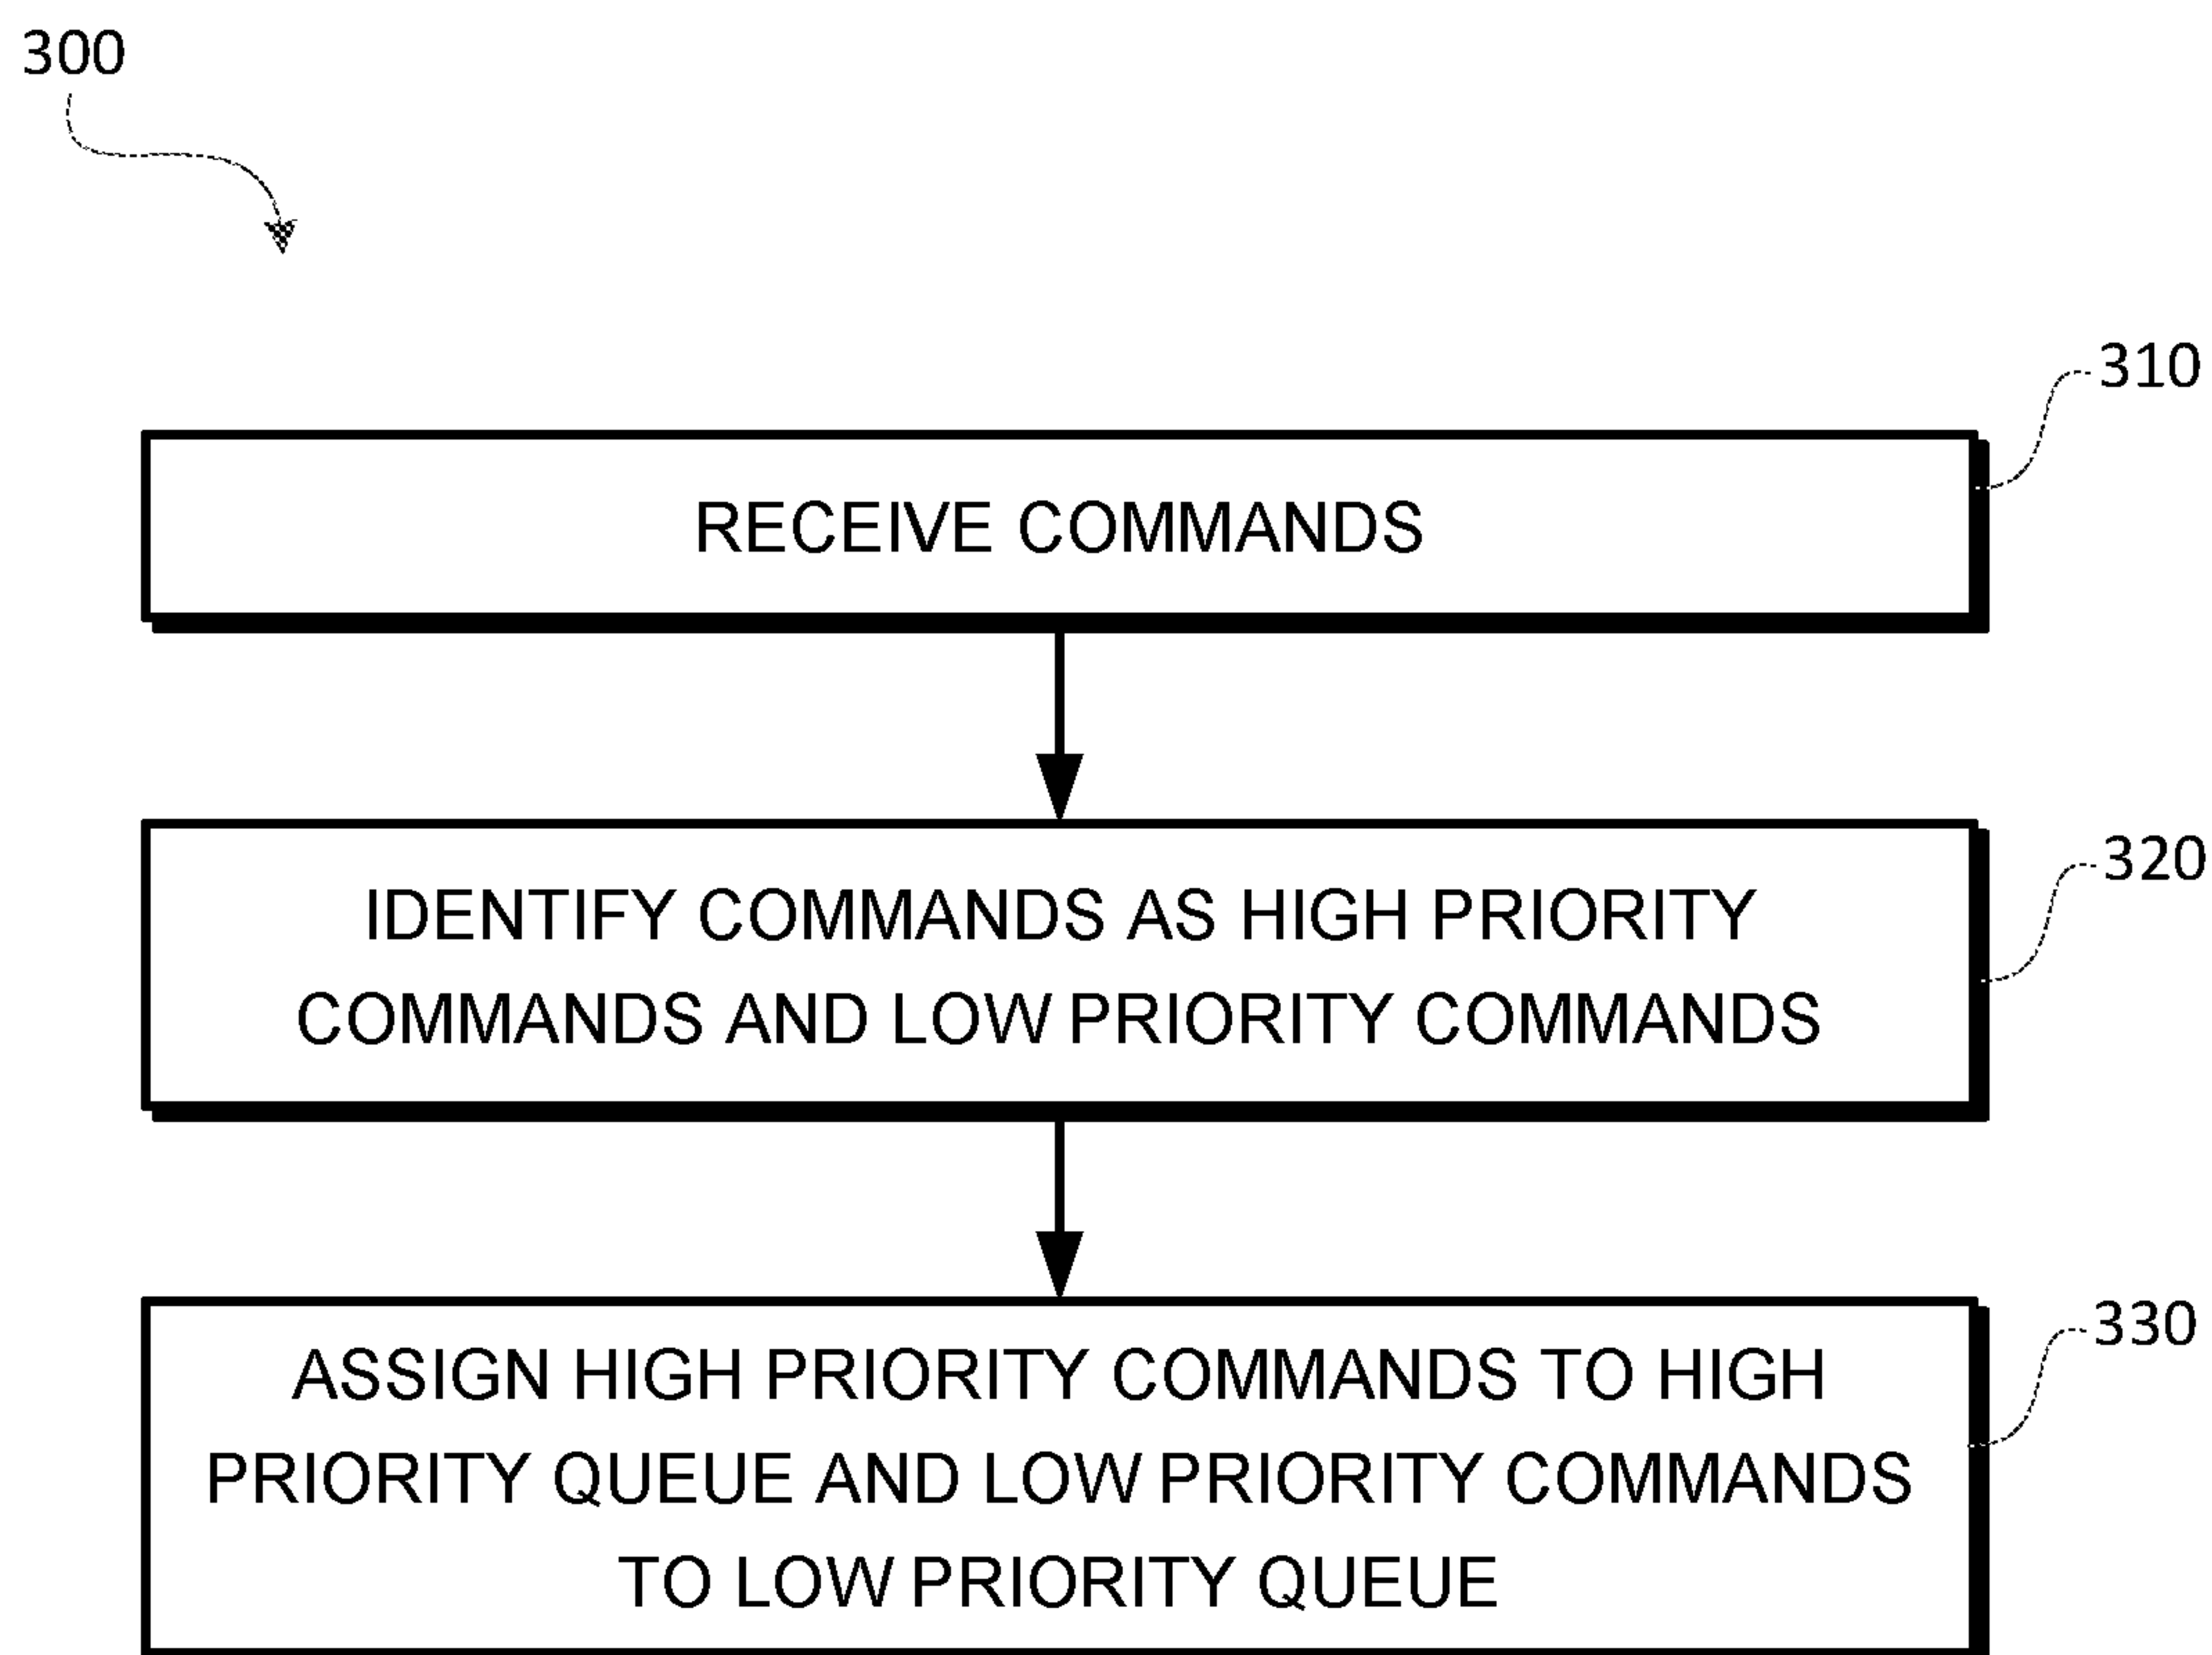 300
310
RECEIVE COMMANDS
320
IDENTIFY COMMANDS AS HIGH PRIORITY
COMMANDS AND LOW PRIORITY COMMANDS
330
ASSIGN HIGH PRIORITY COMMANDS TO HIGH
PRIORITY QUEUE AND LOW PRIORITY COMMANDS
TO LOW PRIORITY QUEUE